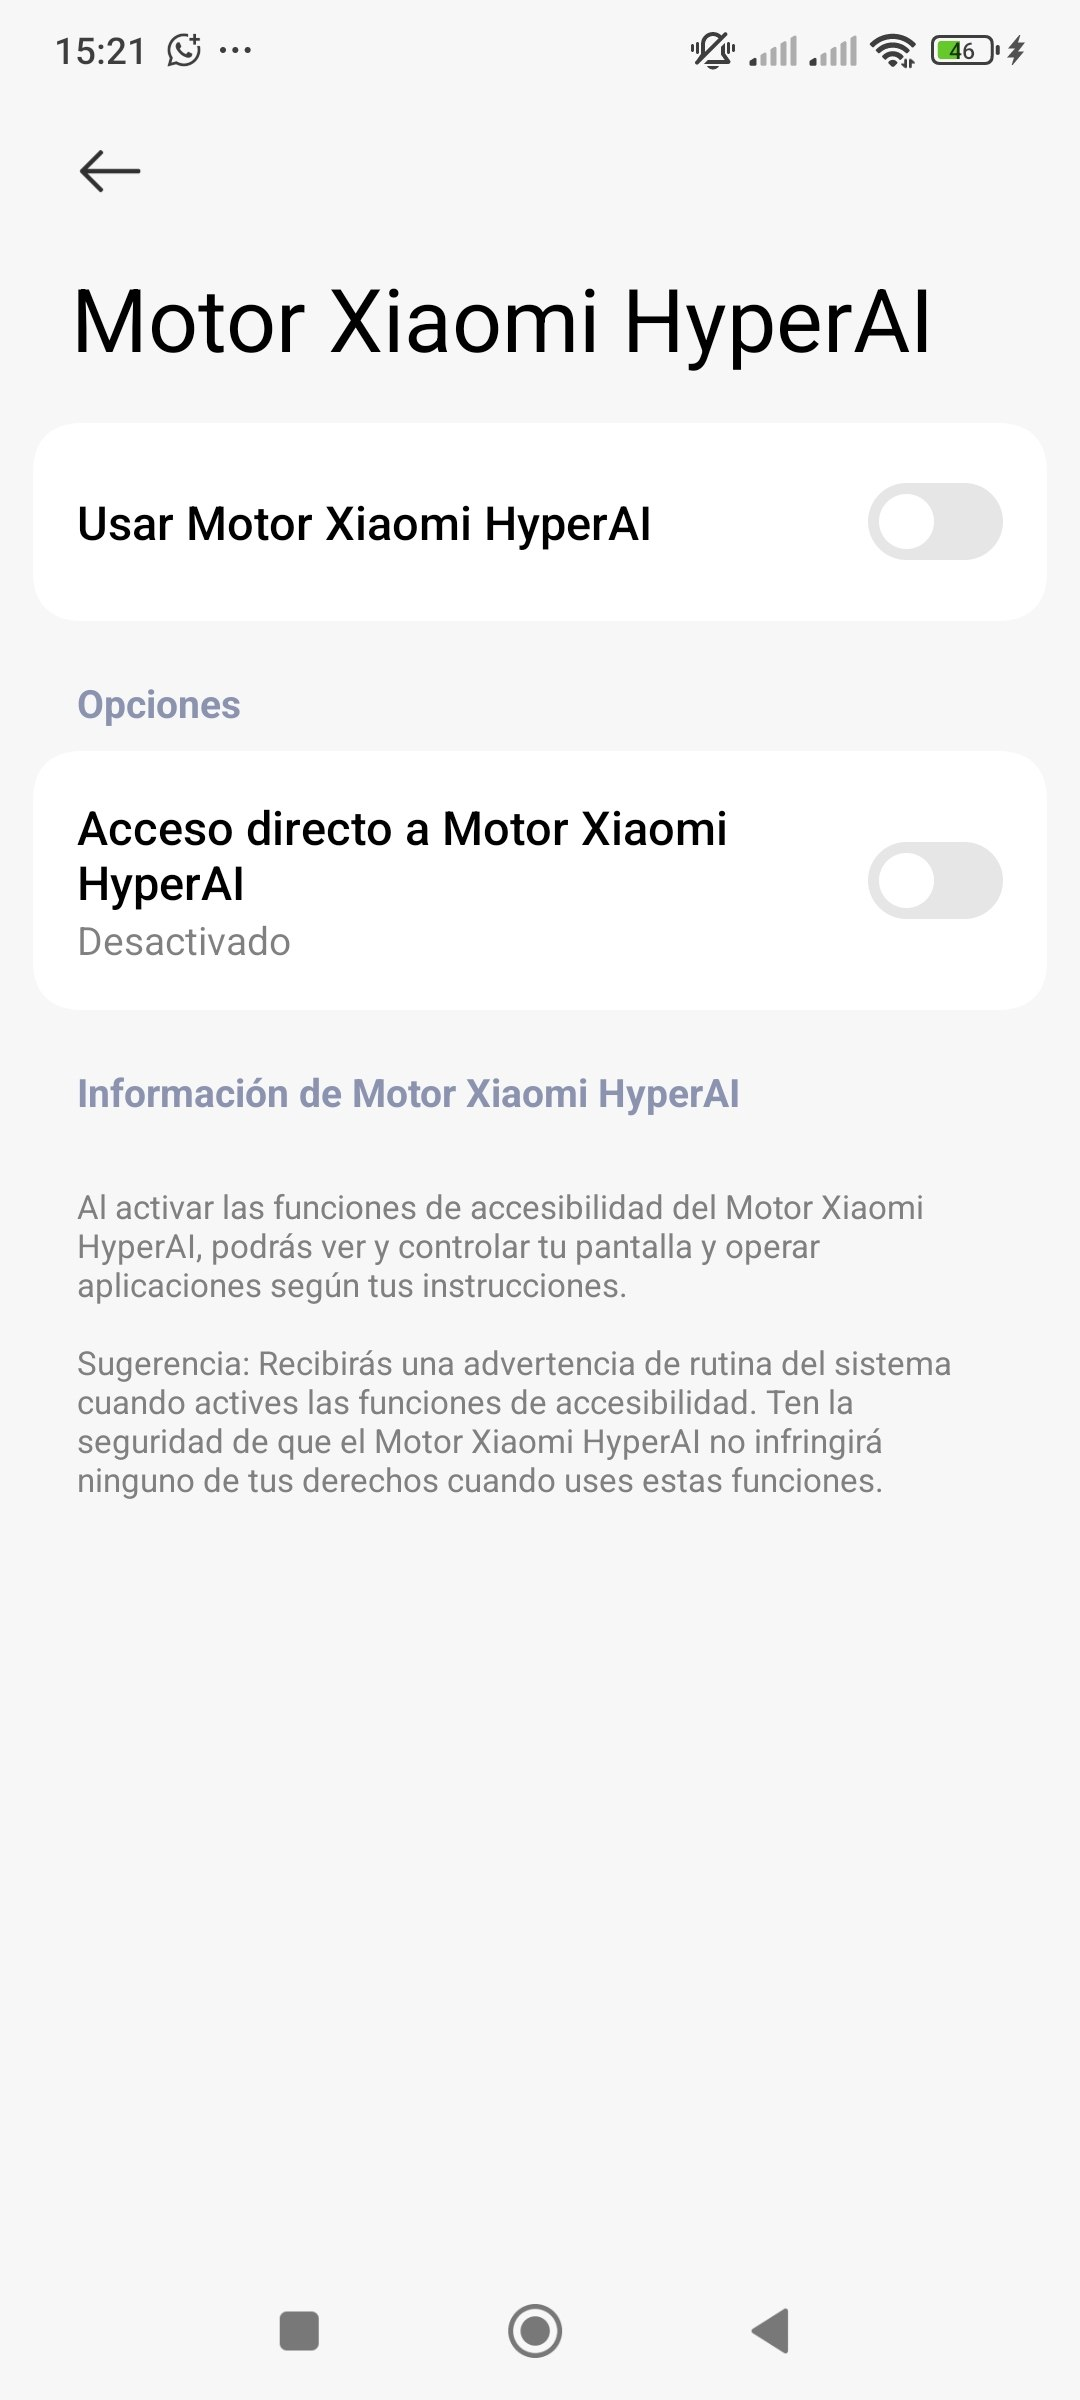 15:21
46
Motor Xiaomi HyperAI
Usar Motor Xiaomi HyperAI
Opciones
Acceso directo a Motor Xiaomi
HyperAI
Desactivado
Información de Motor Xiaomi HyperAI
Al activar las funciones de accesibilidad del Motor Xiaomi
HyperAI, podrás ver y controlar tu pantalla y operar
aplicaciones según tus instrucciones.
Sugerencia: Recibirás una advertencia de rutina del sistema
cuando actives las funciones de accesibilidad. Ten la
seguridad de que el Motor Xiaomi HyperAI no infringirá
ninguno de tus derechos cuando uses estas funciones.